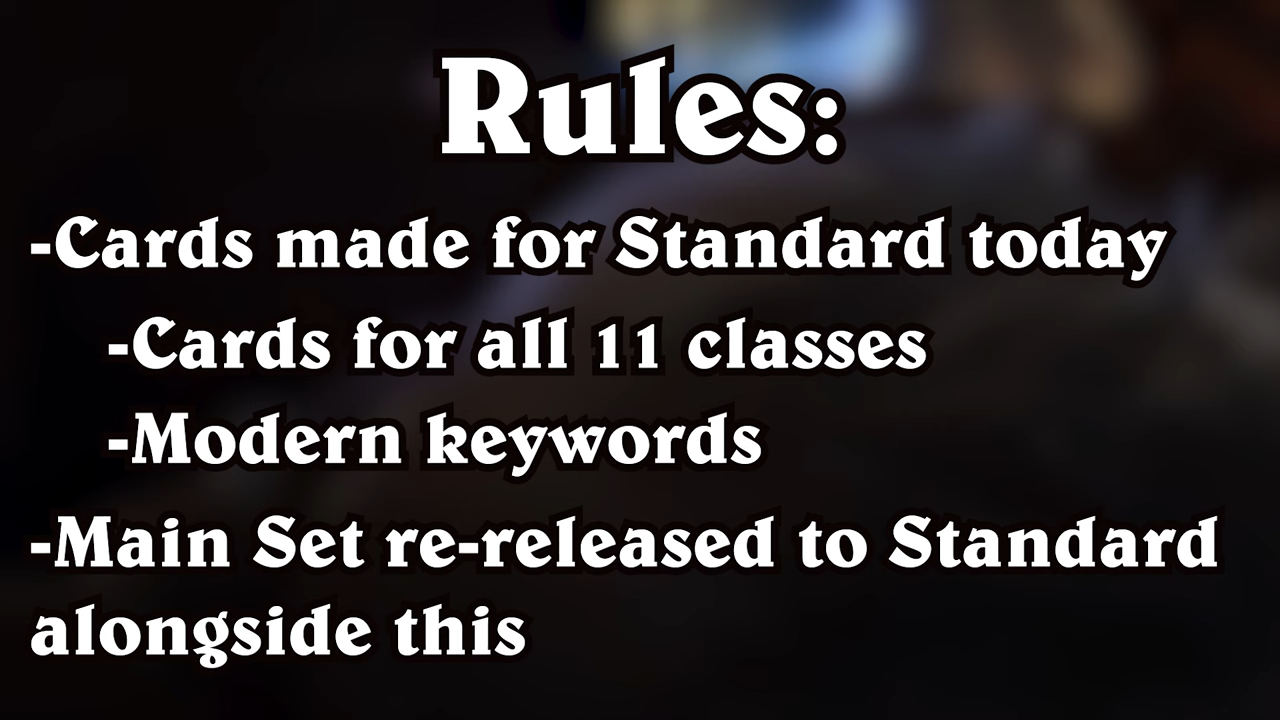 Rules:
-Cards made for Standard today
-Cards for all 11 classes
-Modern keywords
-Main Set re-released to Standard
alongside this